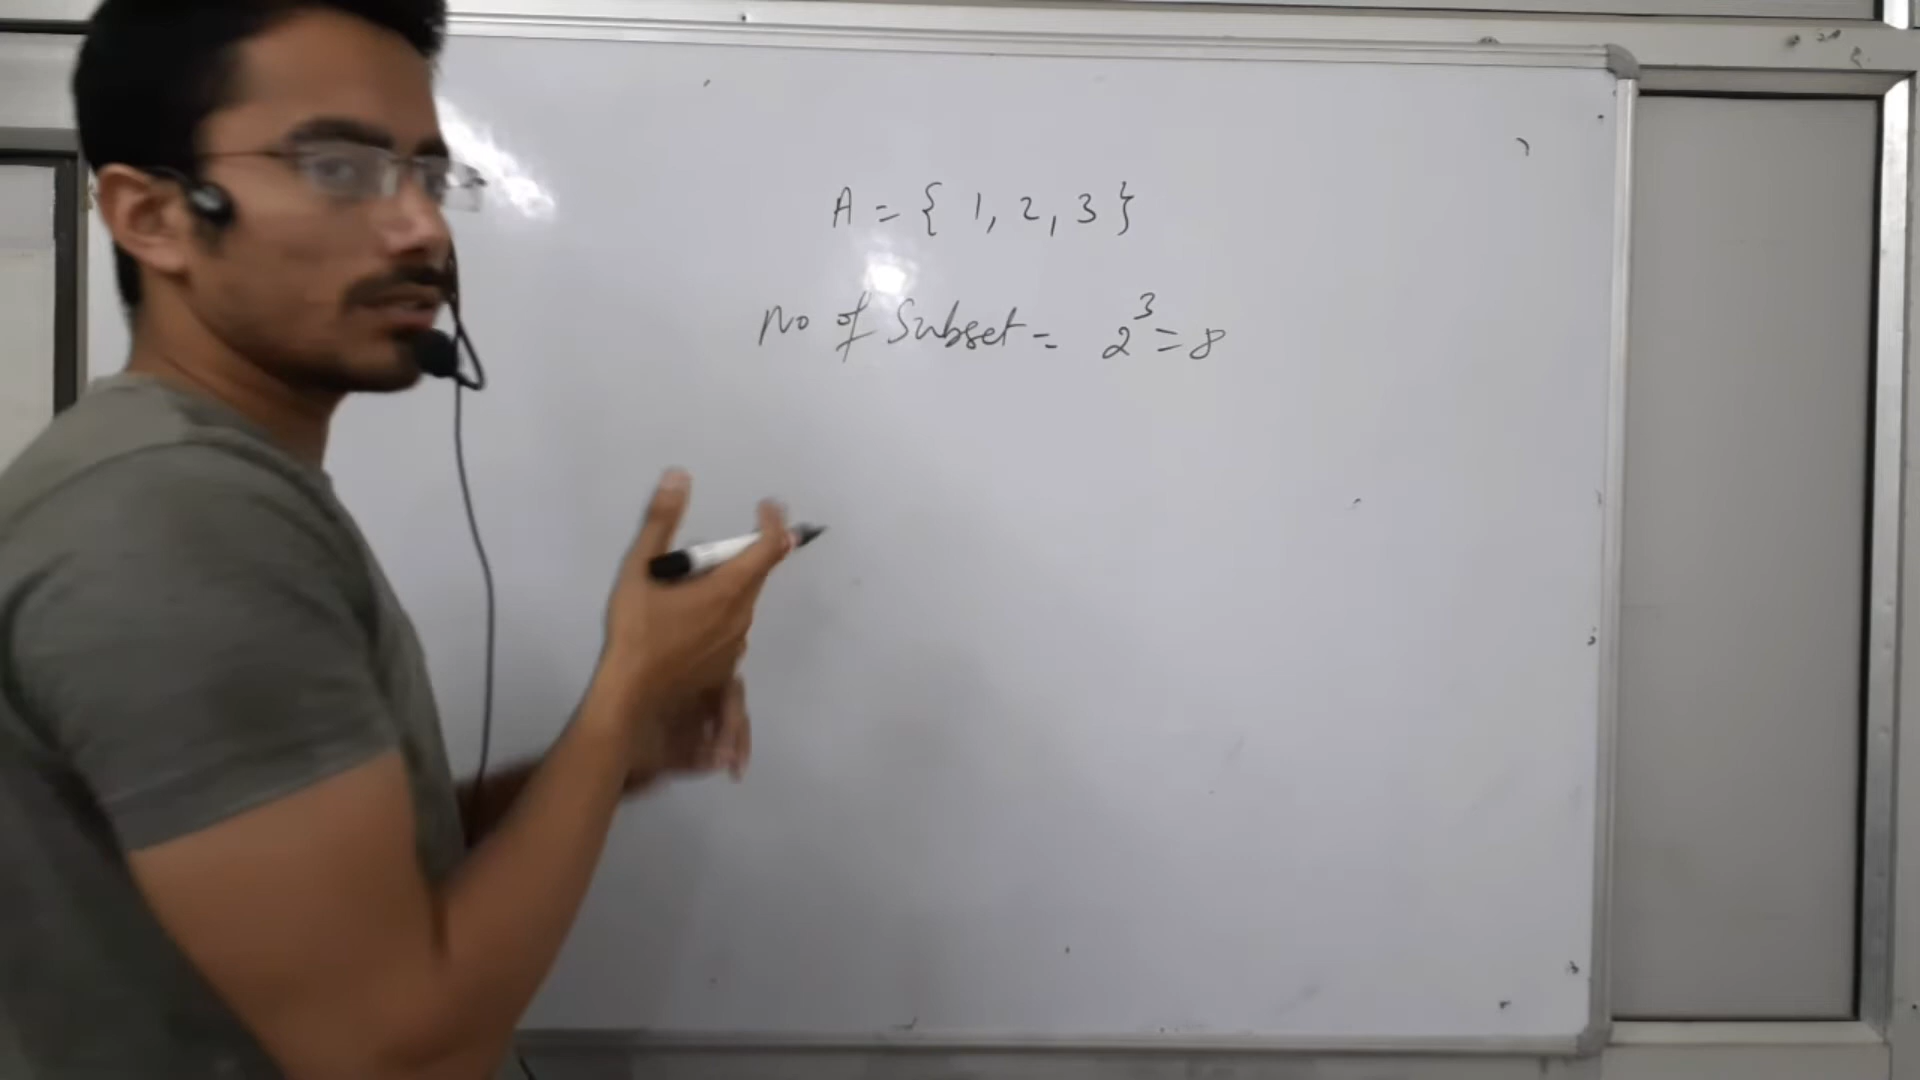 A = { 1, 2, 3 }
No of Subset = 2³ = 8